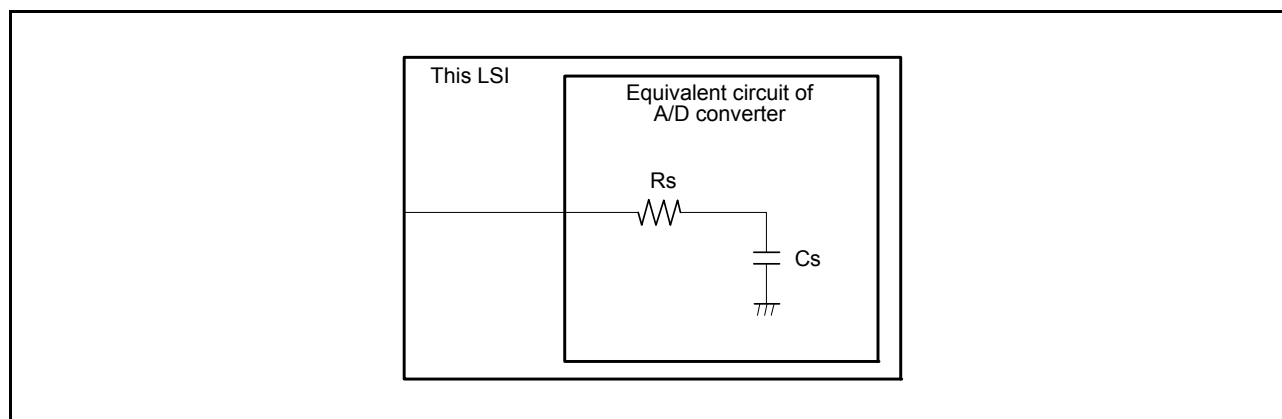 This LSI
Equivalent circuit of
A/D converter
Rs
Cs